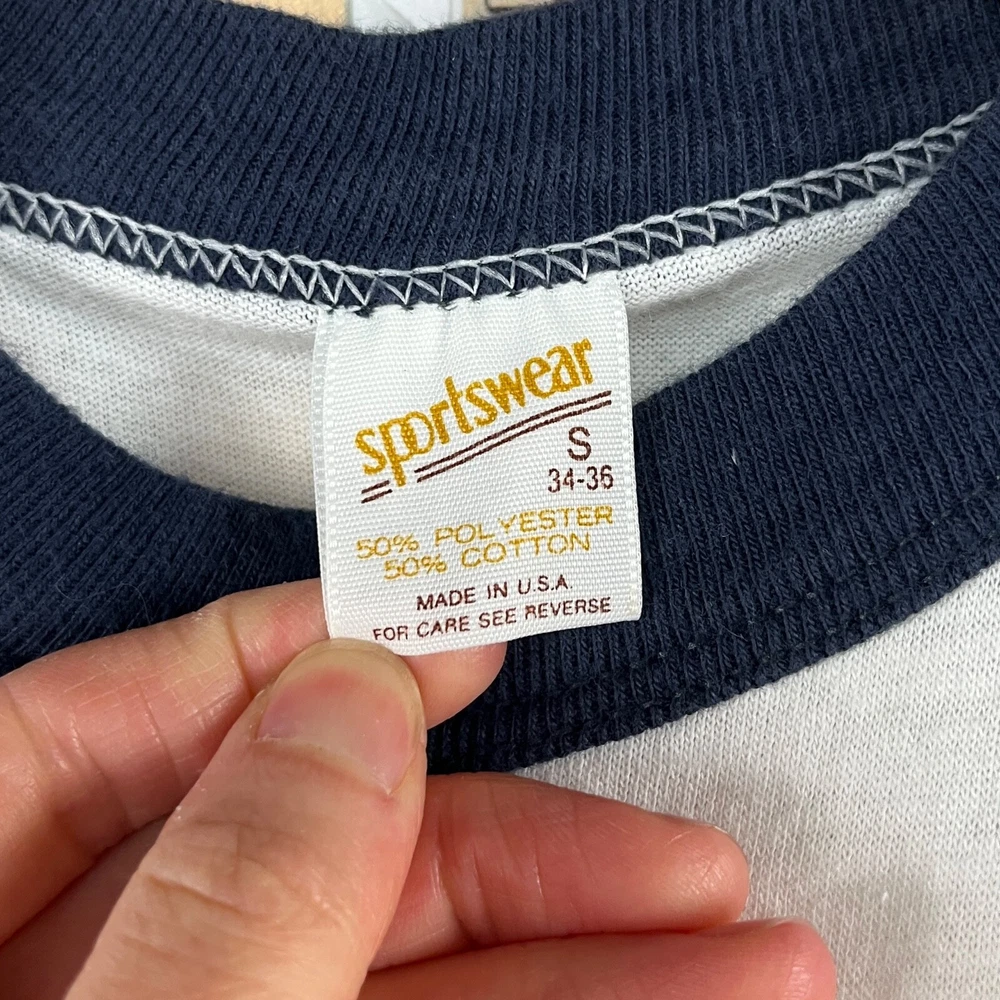 sportswear
S
34-36
50% POLYESTER
50% COTTON
MADE IN U.S.A.
FOR CARE SEE REVERSE